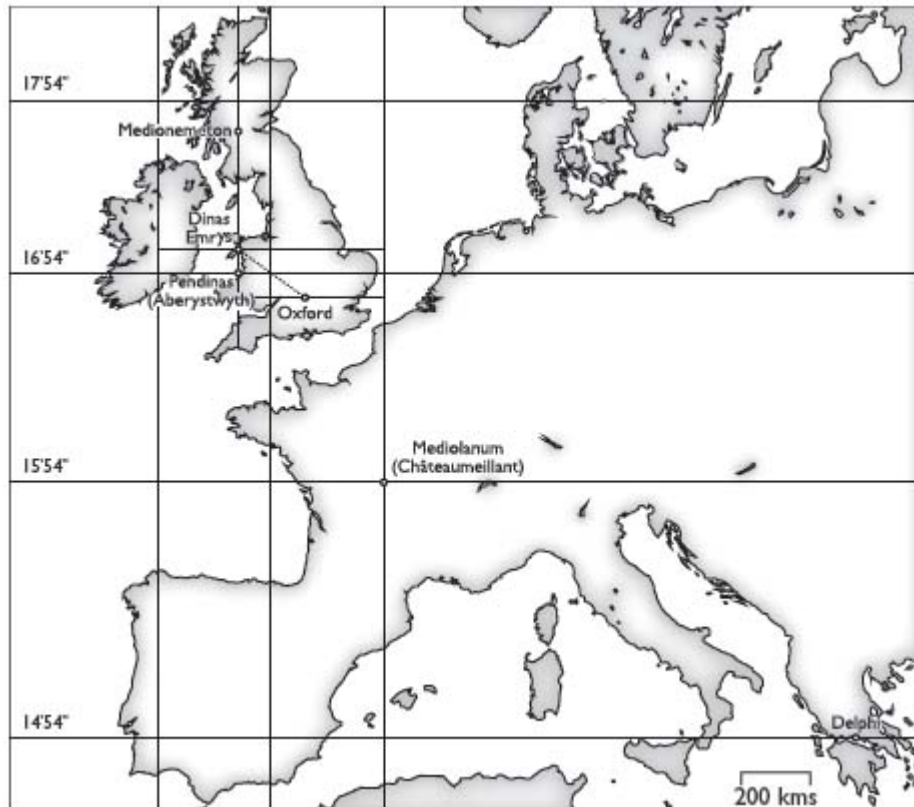 17'54"
Medionemeton
Dinas
Emrys
16'54"
Pendinas
(Aberystwyth)
Oxford
Mediolanum
(Châteaumeillant)
15'54"
14'54"
Delphi
200 kms